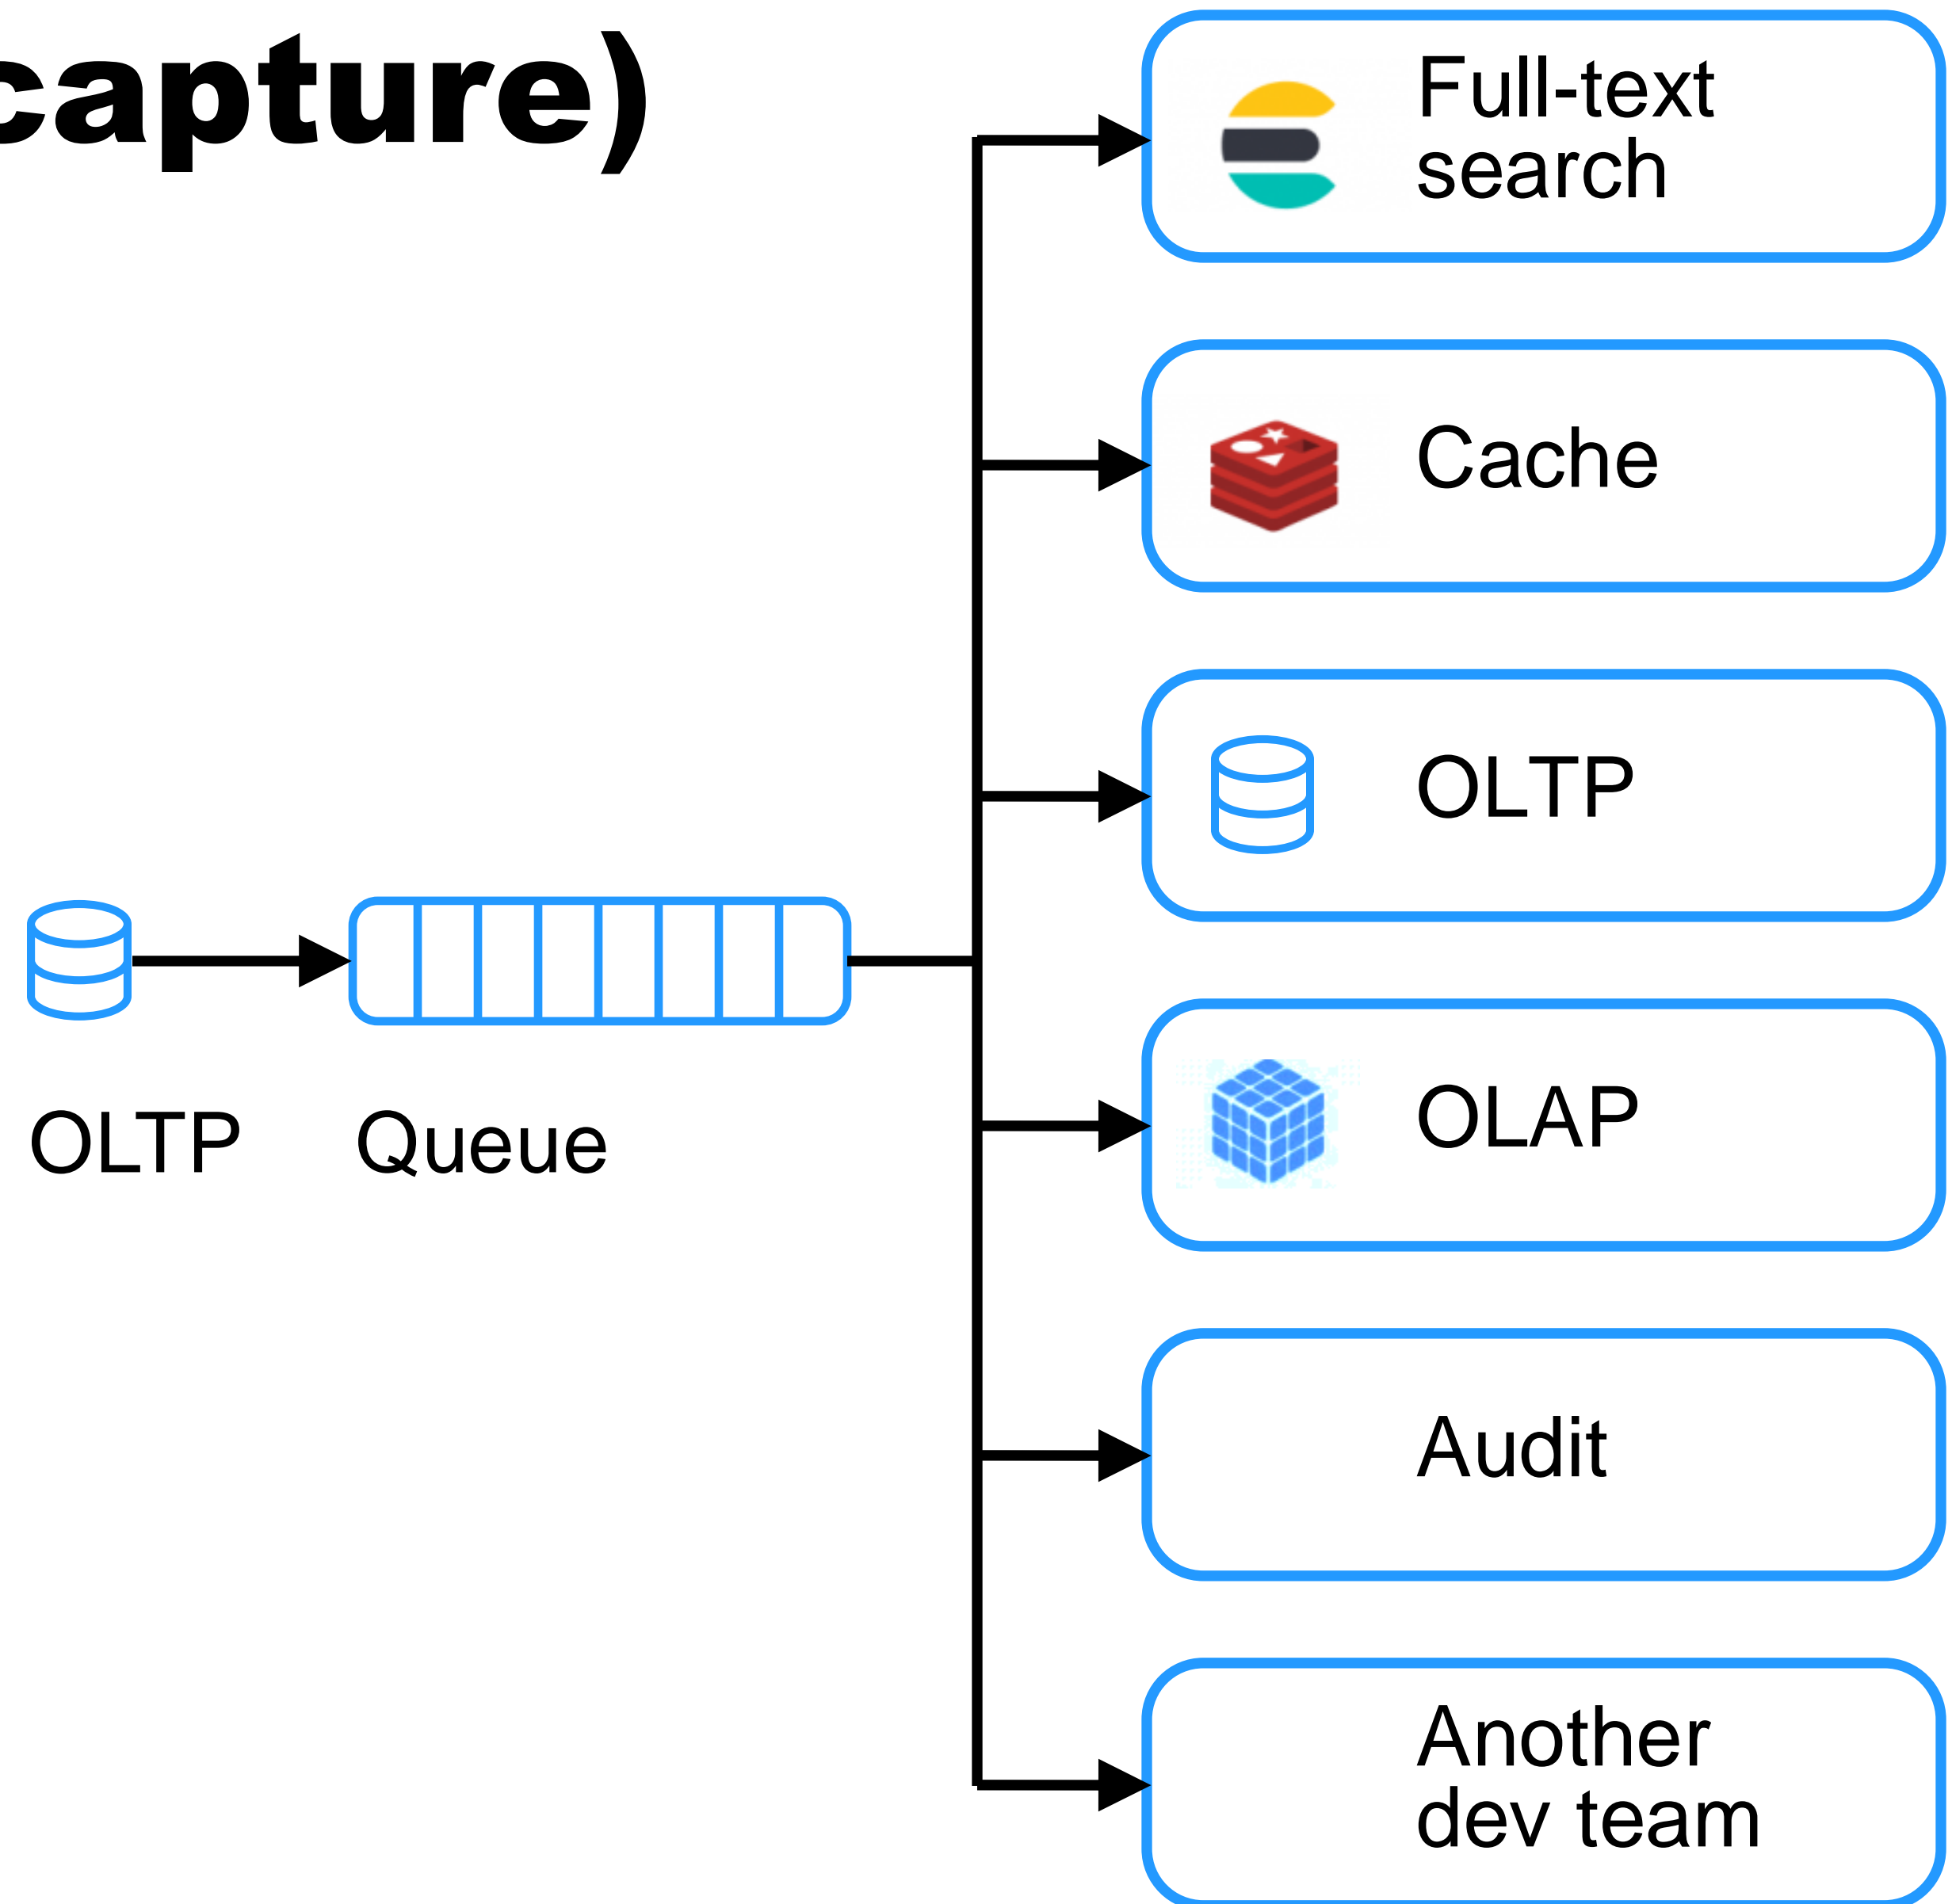 capture)
Full-text
search
Cache
OLTP
OLTP
Queue
OLAP
Audit
Another
dev team